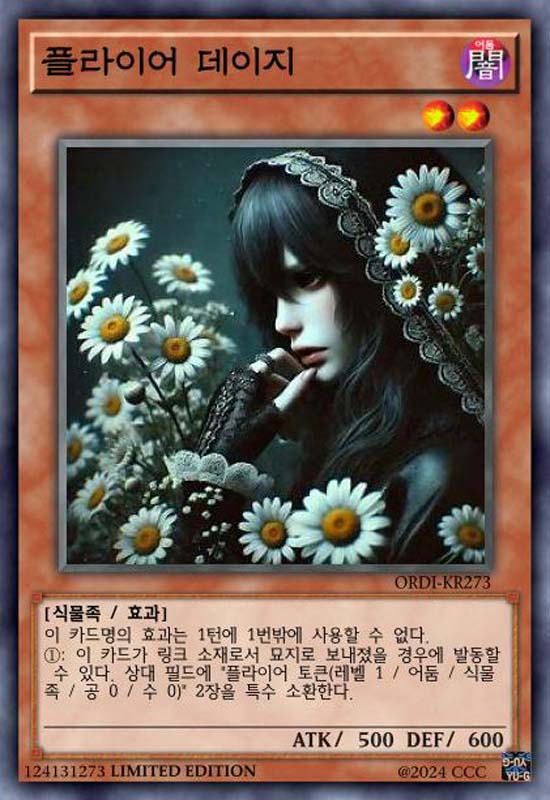 플라이어 데이지
어둠
闇
ORDI-KR273
[식물족 / 효과]
이 카드명의 효과는 1턴에 1번밖에 사용할 수 없다.
①: 이 카드가 링크 소재로서 묘지로 보내졌을 경우에 발동할
수 있다. 상대 필드에 "플라이어 토큰(레벨 1 / 어둠 / 식물
족 / 공 0 / 수 0)" 2장을 특수 소환한다.
ATK/ 500 DEF/ 600
124131273 LIMITED EDITION
@2024 CCC